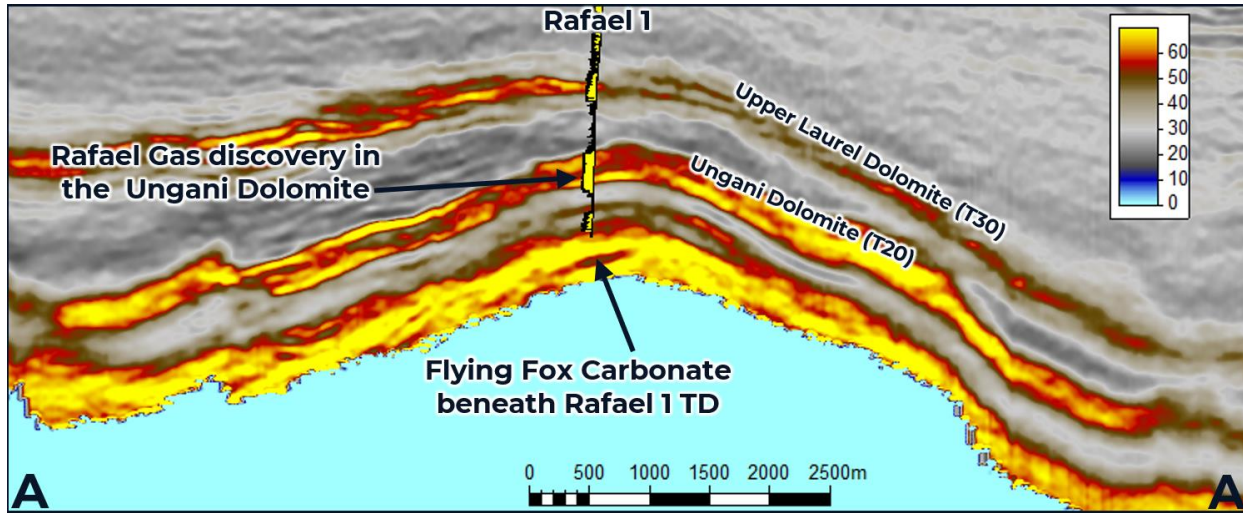 Rafael 1
60
50
40
30
20
10
0
Upper Laurel Dolomite (T30)
Rafael Gas discovery in
the Ungani Dolomite
Ungani Dolomite (T20)
Flying Fox Carbonate
beneath Rafael 1 TD
0 500 1000 1500 2000 2500m
A
A